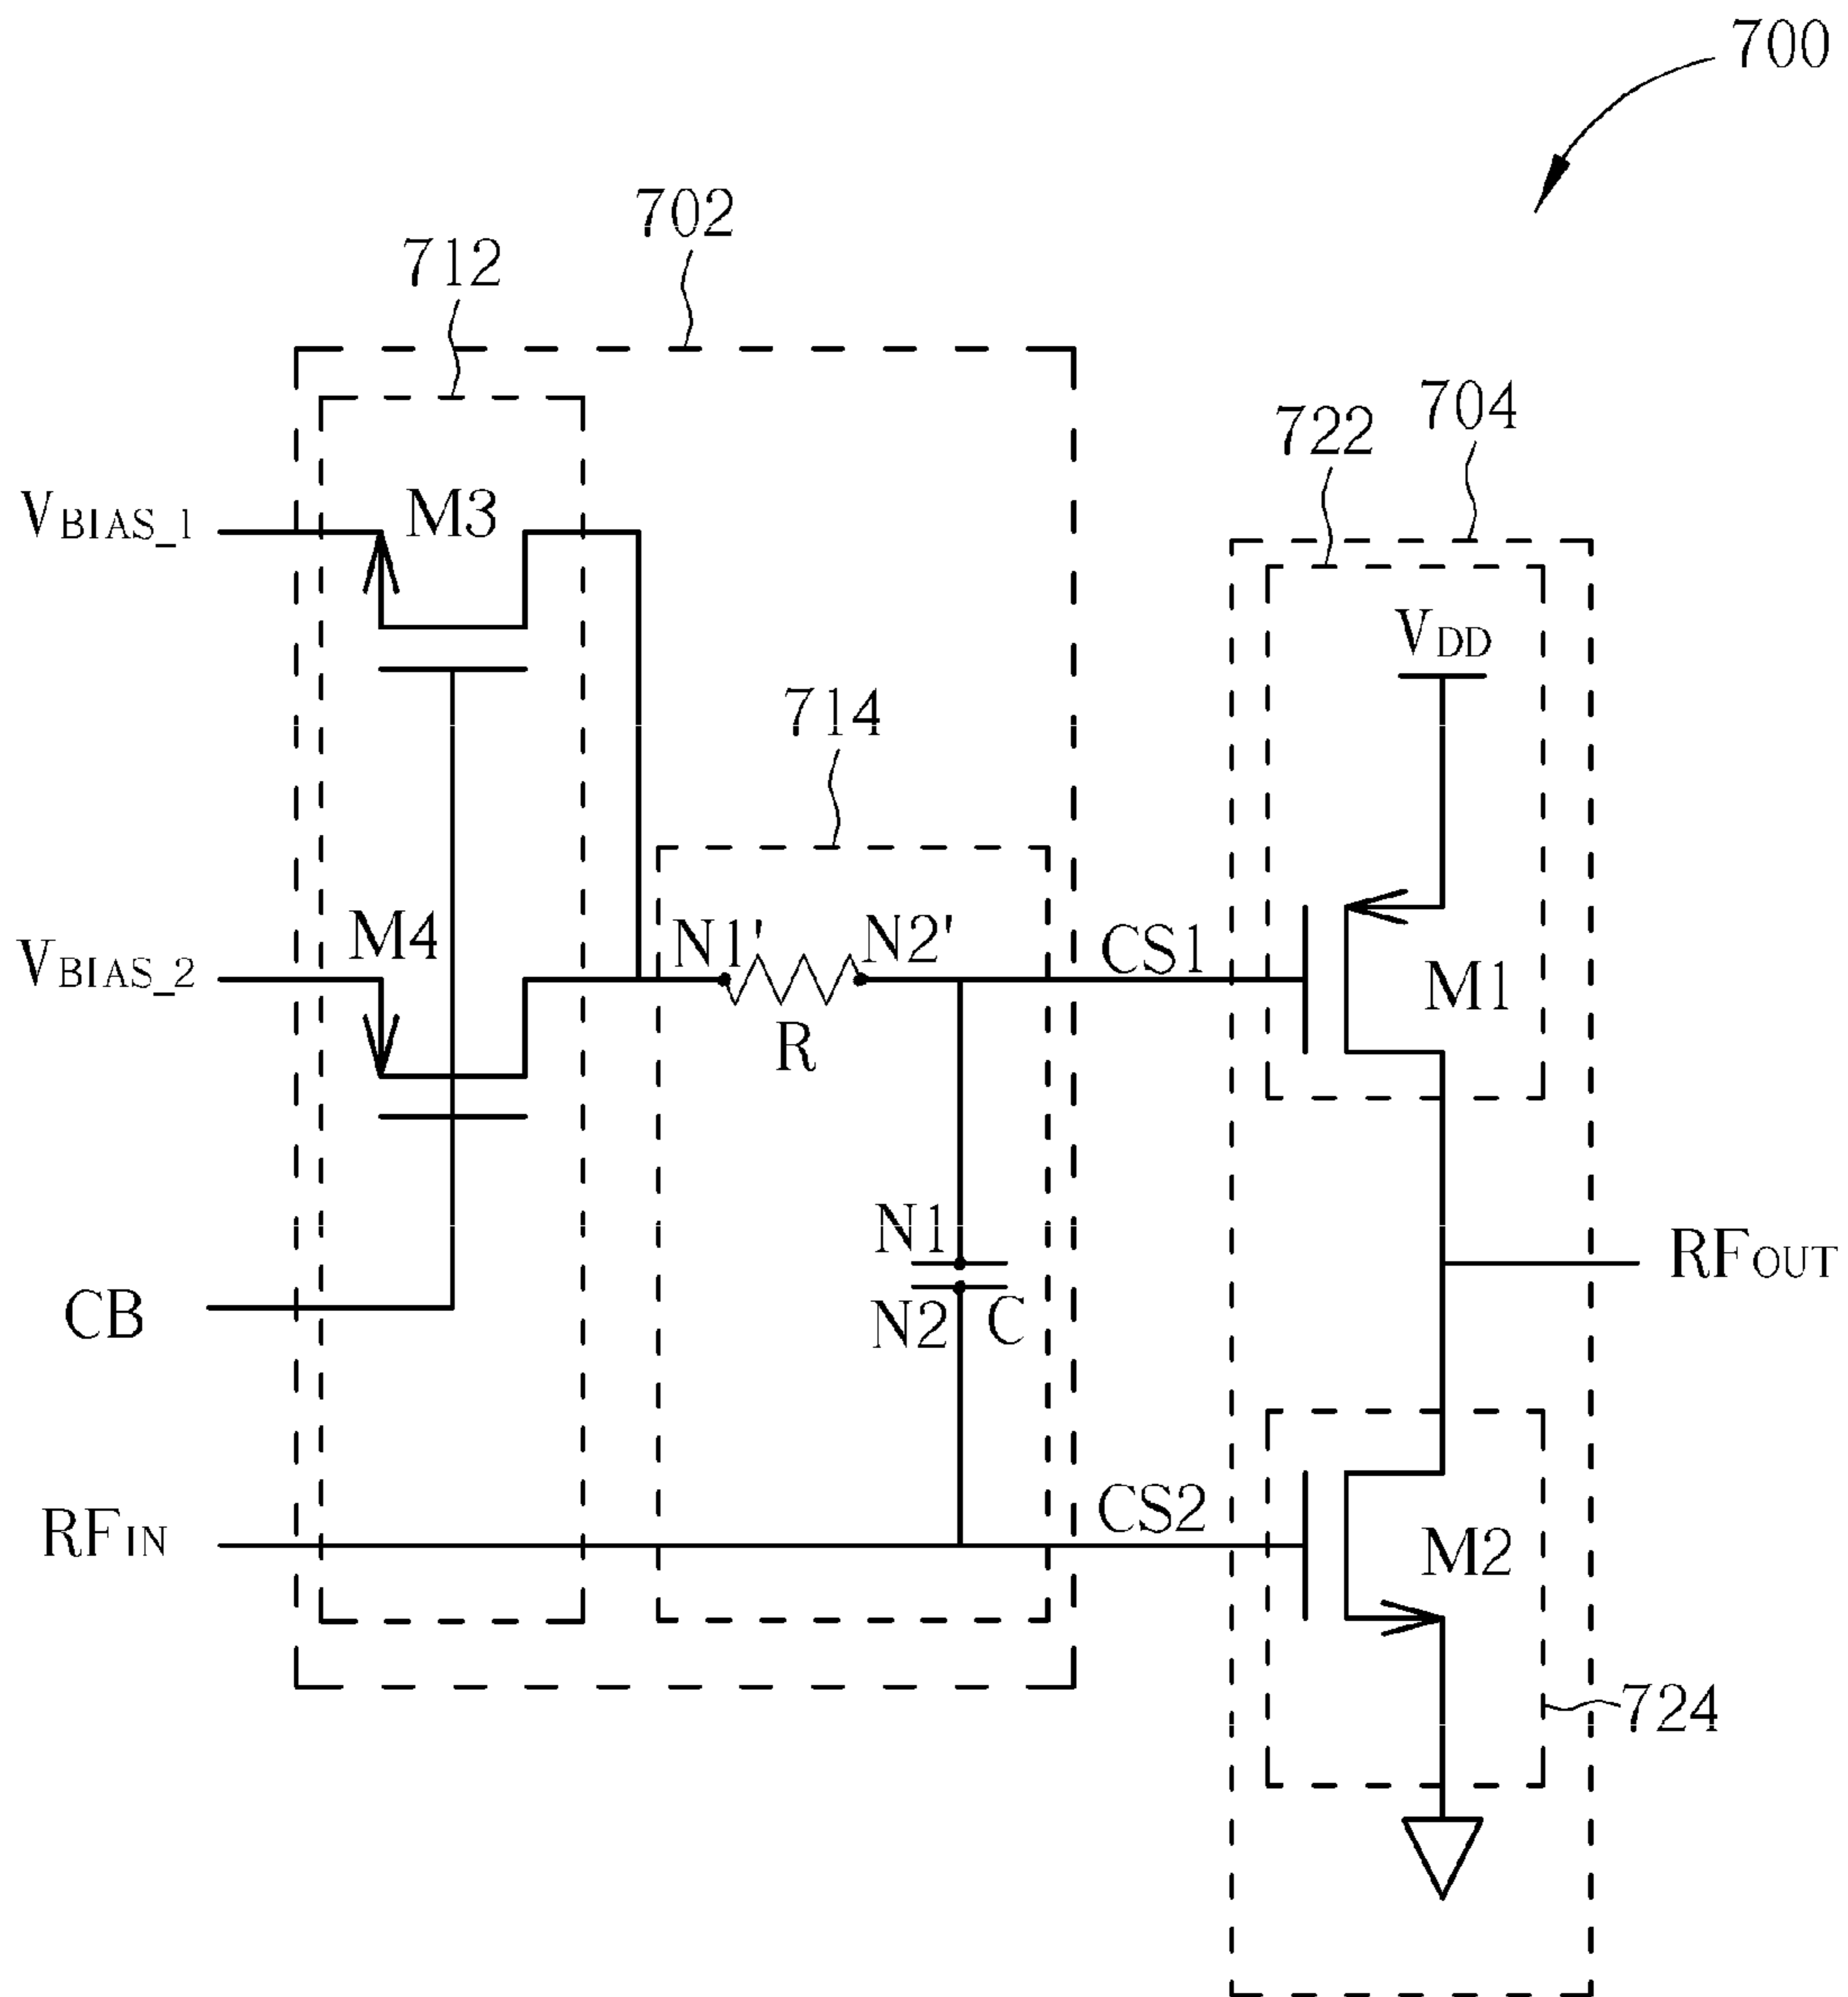 700
702
712
704
722
VBIAS_1
M3
VDD
714
M4
N1'
N2'
CS1
VBIAS_2
M1
R
N1
RFOUT
CB
N2
C
CS2
RFIN
M2
724